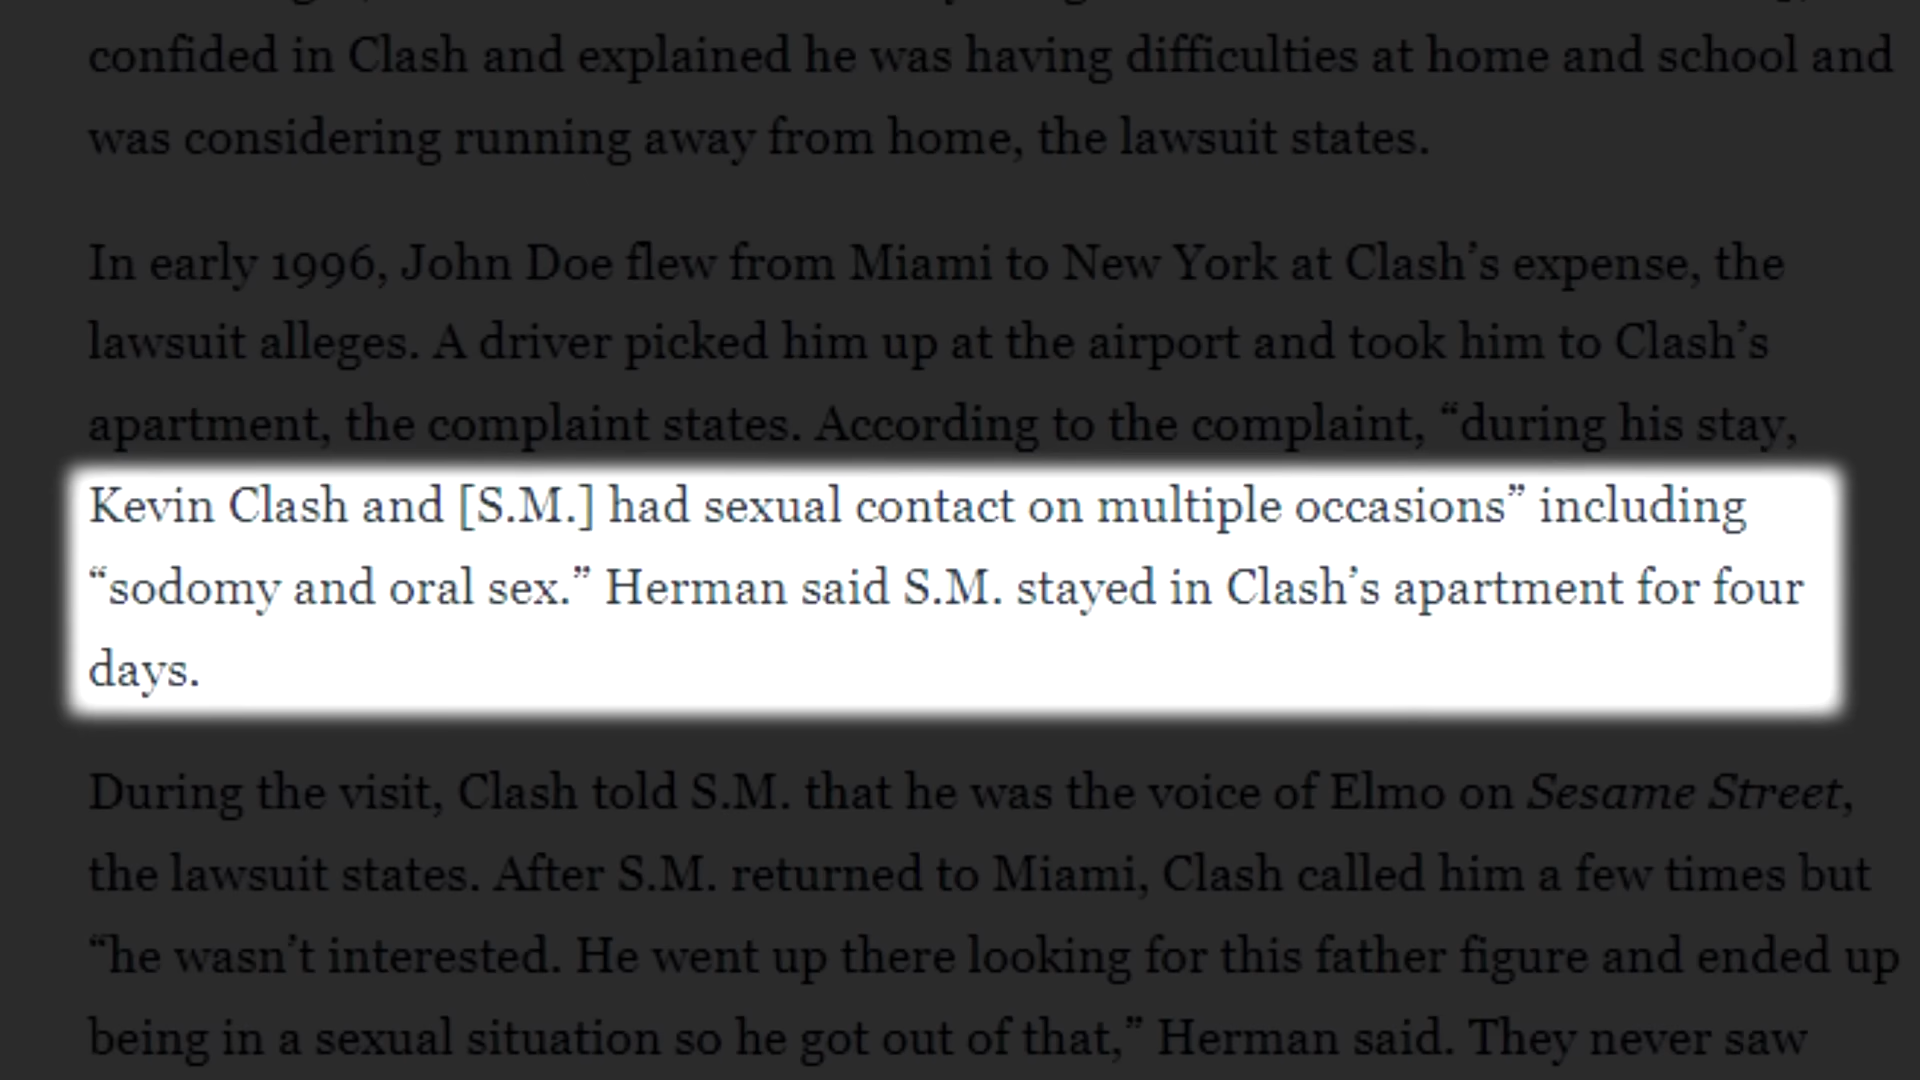 confided in Clash and explained he was having difficulties at home and school and
was considering running away from home, the lawsuit states.
In early 1996, John Doe flew from Miami to New York at Clash’s expense, the
lawsuit alleges. A driver picked him up at the airport and took him to Clash’s
apartment, the complaint states. According to the complaint, “during his stay,
Kevin Clash and [S.M.] had sexual contact on multiple occasions” including
“sodomy and oral sex.” Herman said S.M. stayed in Clash’s apartment for four
days.
During the visit, Clash told S.M. that he was the voice of Elmo on Sesame Street,
the lawsuit states. After S.M. returned to Miami, Clash called him a few times but
“he wasn’t interested. He went up there looking for this father figure and ended up
being in a sexual situation so he got out of that,” Herman said. They never saw